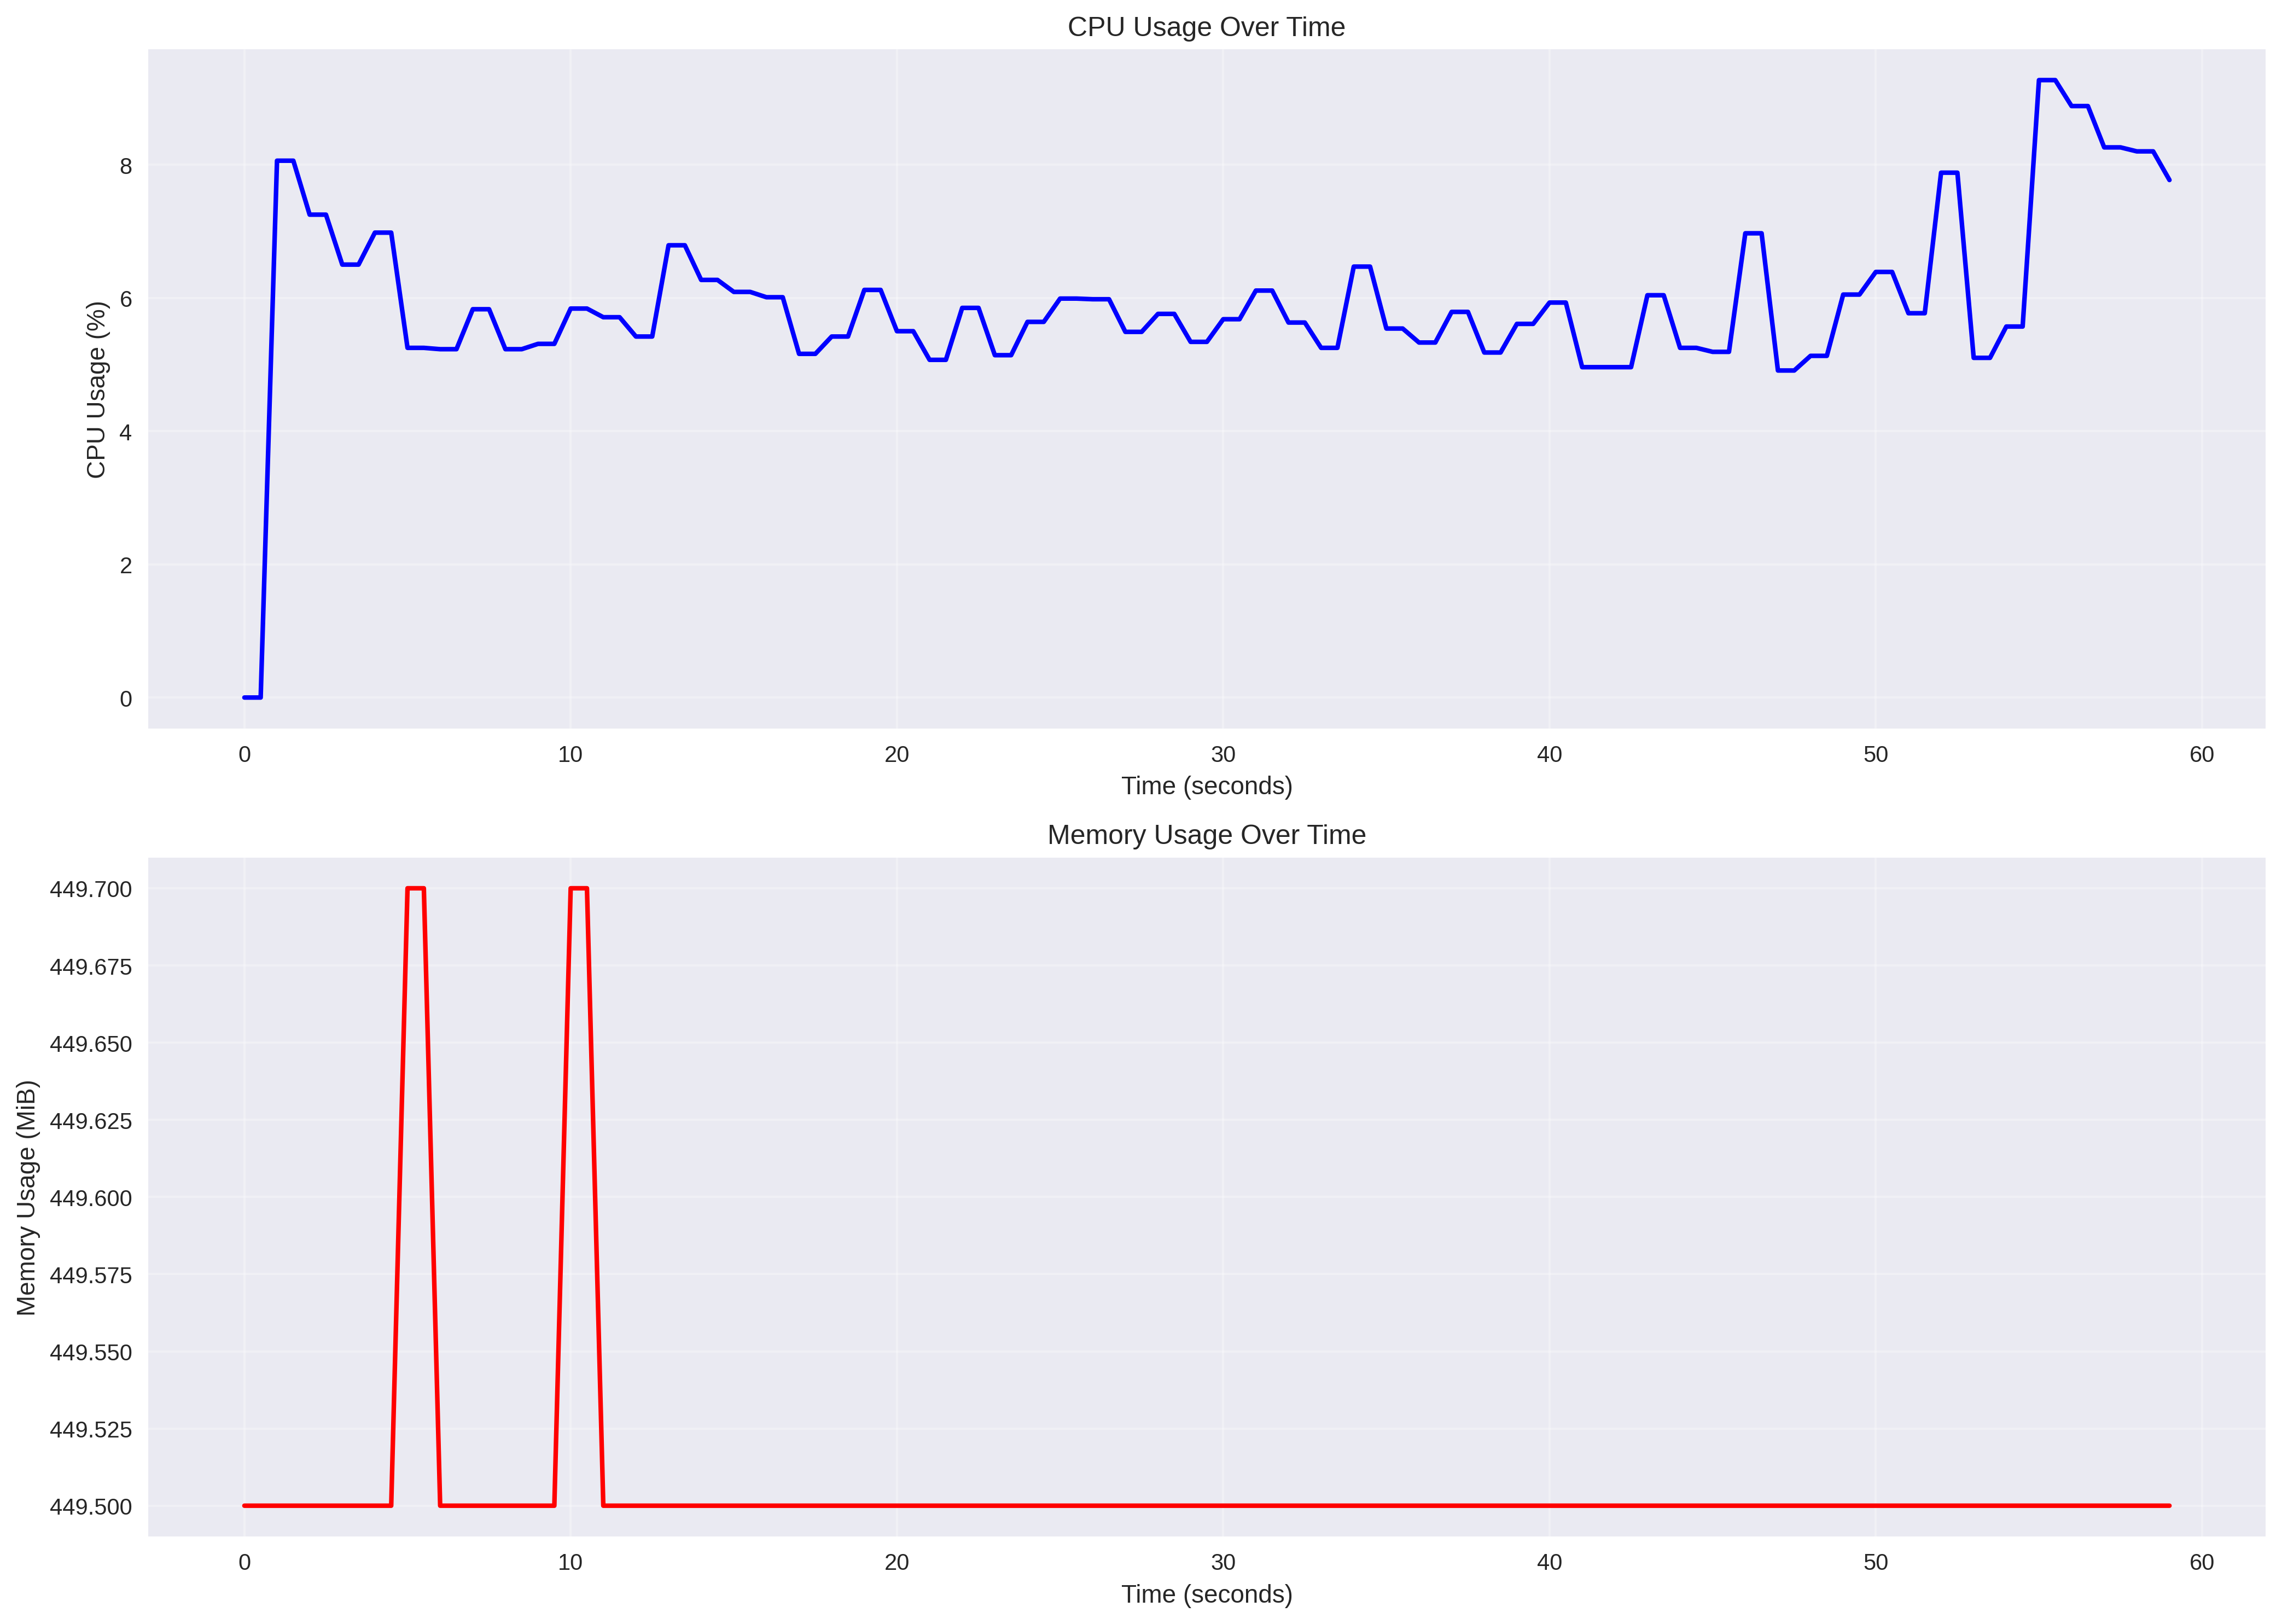 CPU Usage Over Time
CPU Usage (%)
8
6
4
2
0
0 10 20 30 40 50 60
Time (seconds)
Memory Usage Over Time
Memory Usage (MiB)
449.700
449.675
449.650
449.625
449.600
449.575
449.550
449.525
449.500
0 10 20 30 40 50 60
Time (seconds)